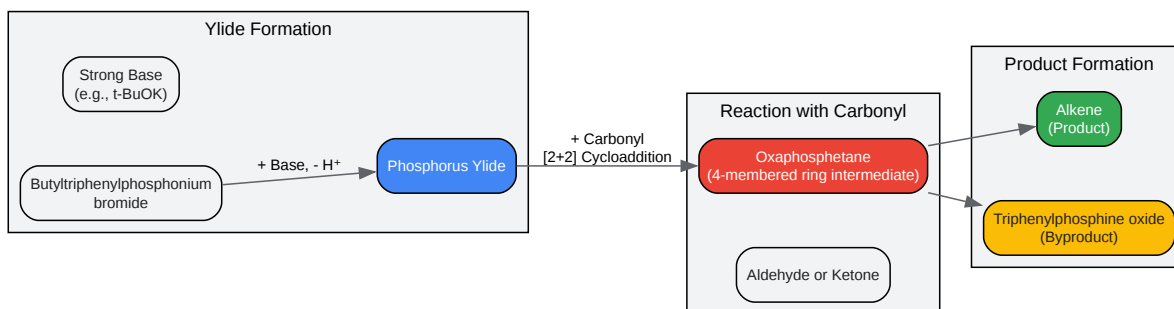 Ylide Formation
Strong Base
(e.g., t-BuOK)
Butyltriphenylphosphonium
bromide
+ Base, - H⁺
Phosphorus Ylide
+ Carbonyl
[2+2] Cycloaddition
Reaction with Carbonyl
Oxaphosphetane
(4-membered ring intermediate)
Aldehyde or Ketone
Product Formation
Alkene
(Product)
Triphenylphosphine oxide
(Byproduct)